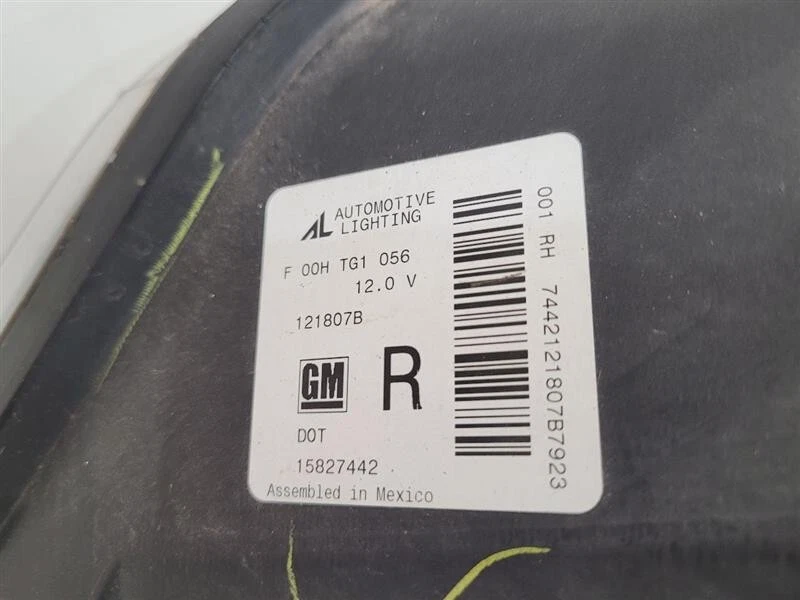 AL AUTOMOTIVE
LIGHTING
F 00H TG1 056
12.0 V
121807B
GM
R
DOT
15827442
Assembled in Mexico
001 RH 7442121807B7923